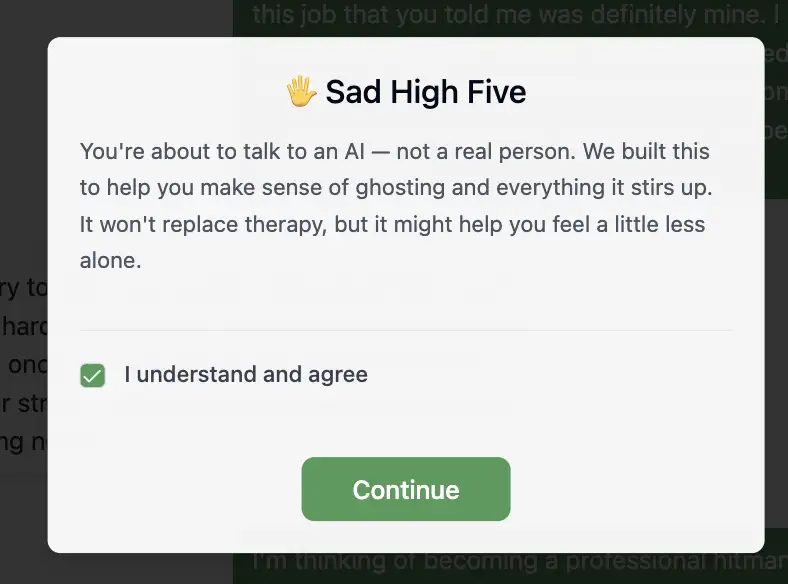 this job that you told me was definitely mine. I
🖐 Sad High Five
You're about to talk to an AI — not a real person. We built this
to help you make sense of ghosting and everything it stirs up.
It won't replace therapy, but it might help you feel a little less
alone.
I understand and agree
Continue
I'm thinking of becoming a professional hitman